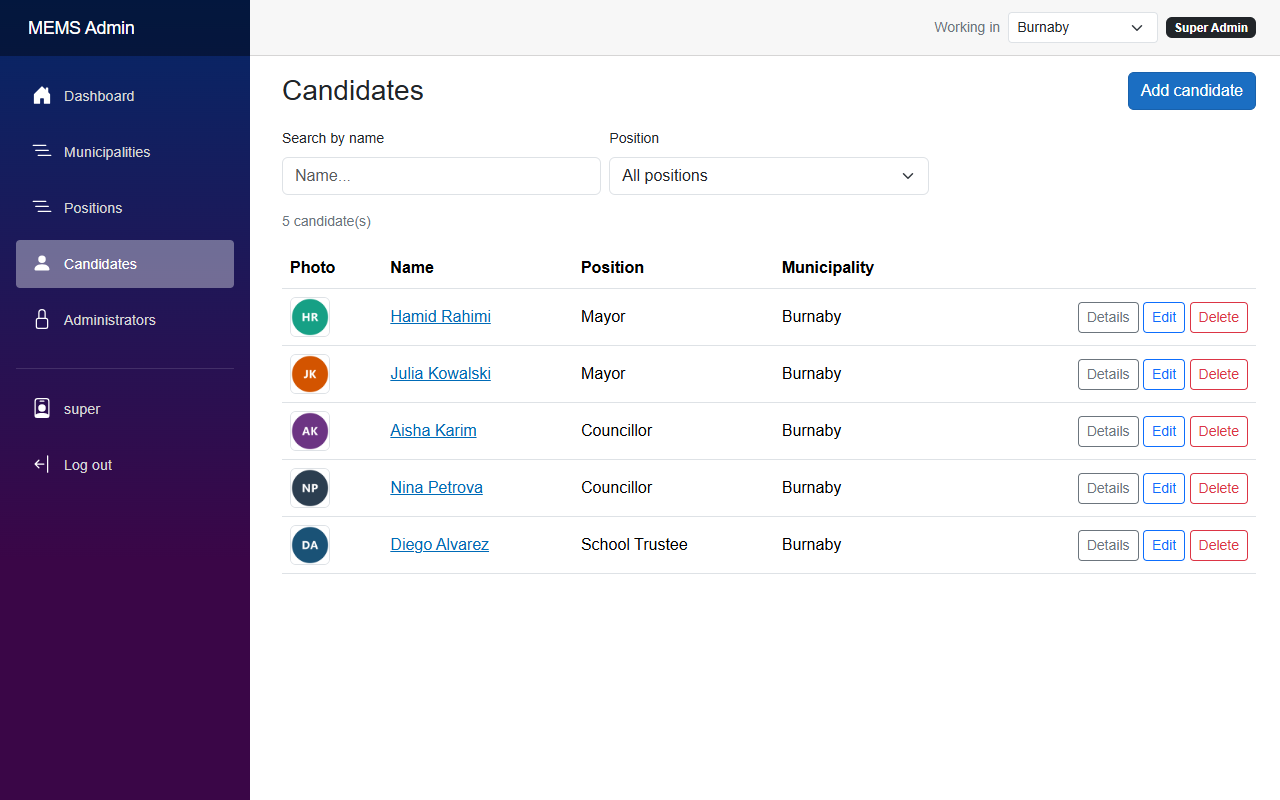 MEMS Admin
Working in Burnaby Super Admin
Dashboard
Municipalities
Positions
Candidates
Administrators
super
Log out
Candidates
Add candidate
Search by name Position
Name... All positions
5 candidate(s)
Photo Name Position Municipality
HR Hamid Rahimi Mayor Burnaby Details Edit Delete
JK Julia Kowalski Mayor Burnaby Details Edit Delete
AK Aisha Karim Councillor Burnaby Details Edit Delete
NP Nina Petrova Councillor Burnaby Details Edit Delete
DA Diego Alvarez School Trustee Burnaby Details Edit Delete